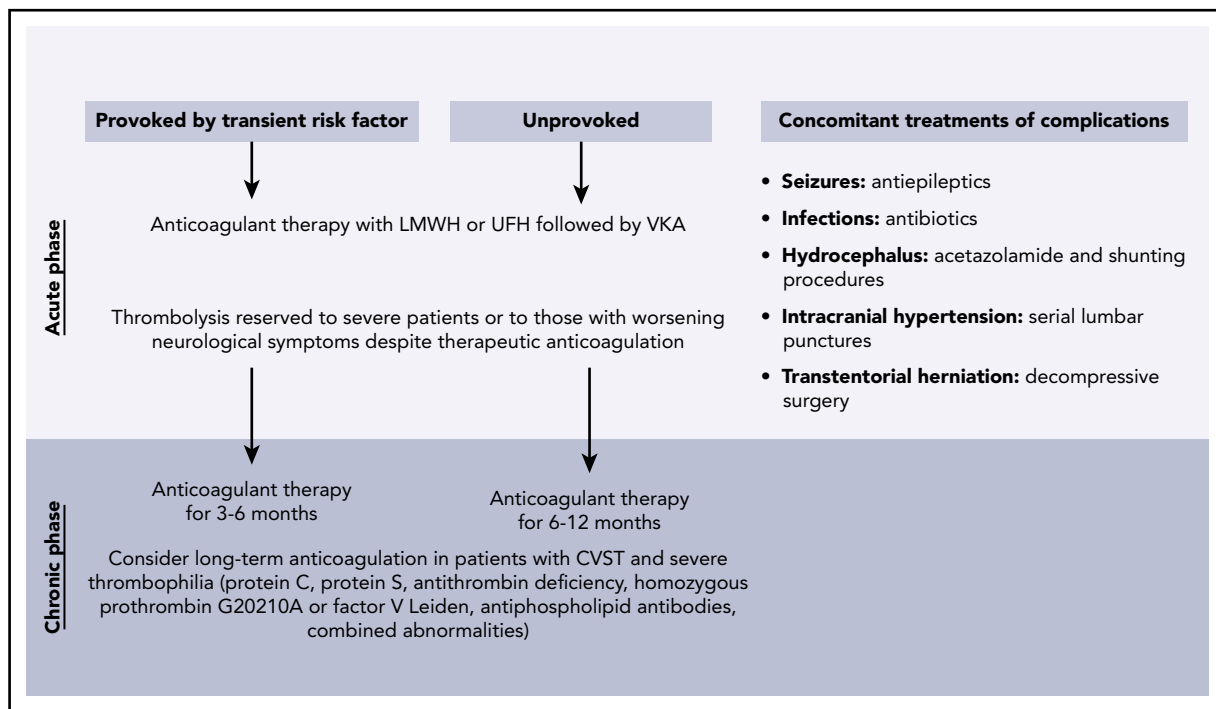 Provoked by transient risk factor
Unprovoked
Concomitant treatments of complications
Acute phase
Anticoagulant therapy with LMWH or UFH followed by VKA
Thrombolysis reserved to severe patients or to those with worsening
neurological symptoms despite therapeutic anticoagulation
• Seizures: antiepileptics
• Infections: antibiotics
• Hydrocephalus: acetazolamide and shunting
procedures
• Intracranial hypertension: serial lumbar
punctures
• Transtentorial herniation: decompressive
surgery
Chronic phase
Anticoagulant therapy
for 3-6 months
Anticoagulant therapy
for 6-12 months
Consider long-term anticoagulation in patients with CVST and severe
thrombophilia (protein C, protein S, antithrombin deficiency, homozygous
prothrombin G20210A or factor V Leiden, antiphospholipid antibodies,
combined abnormalities)